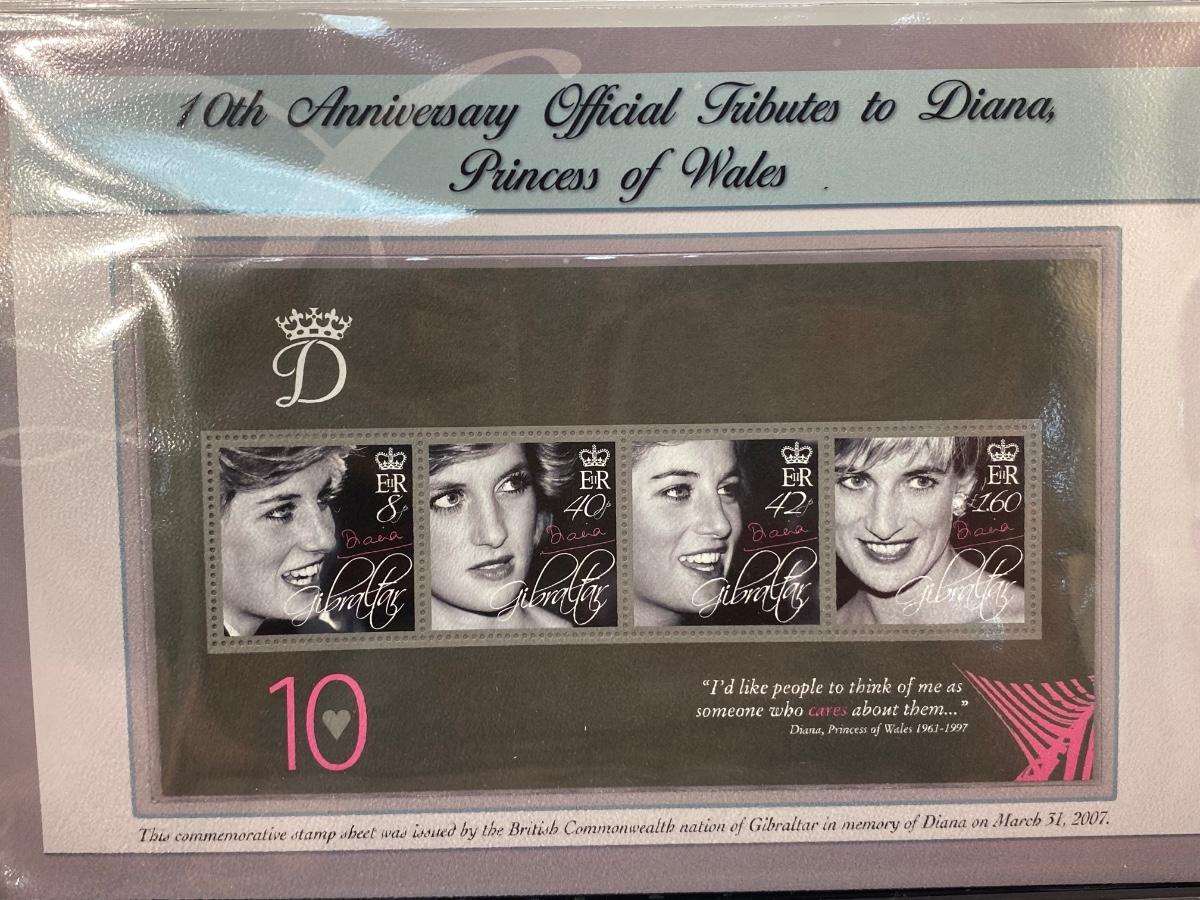 10th Anniversary Official Tributes to Diana,
Princess of Wales
D
EIIR
8p
Diana
Gibraltar
EIIR
40p
Diana
Gibraltar
EIIR
42p
Diana
Gibraltar
EIIR
£1.60
Diana
Gibraltar
10
"I'd like people to think of me as
someone who cares about them..."
Diana, Princess of Wales 1961-1997
This commemorative stamp sheet was issued by the British Commonwealth nation of Gibraltar in memory of Diana on March 31, 2007.